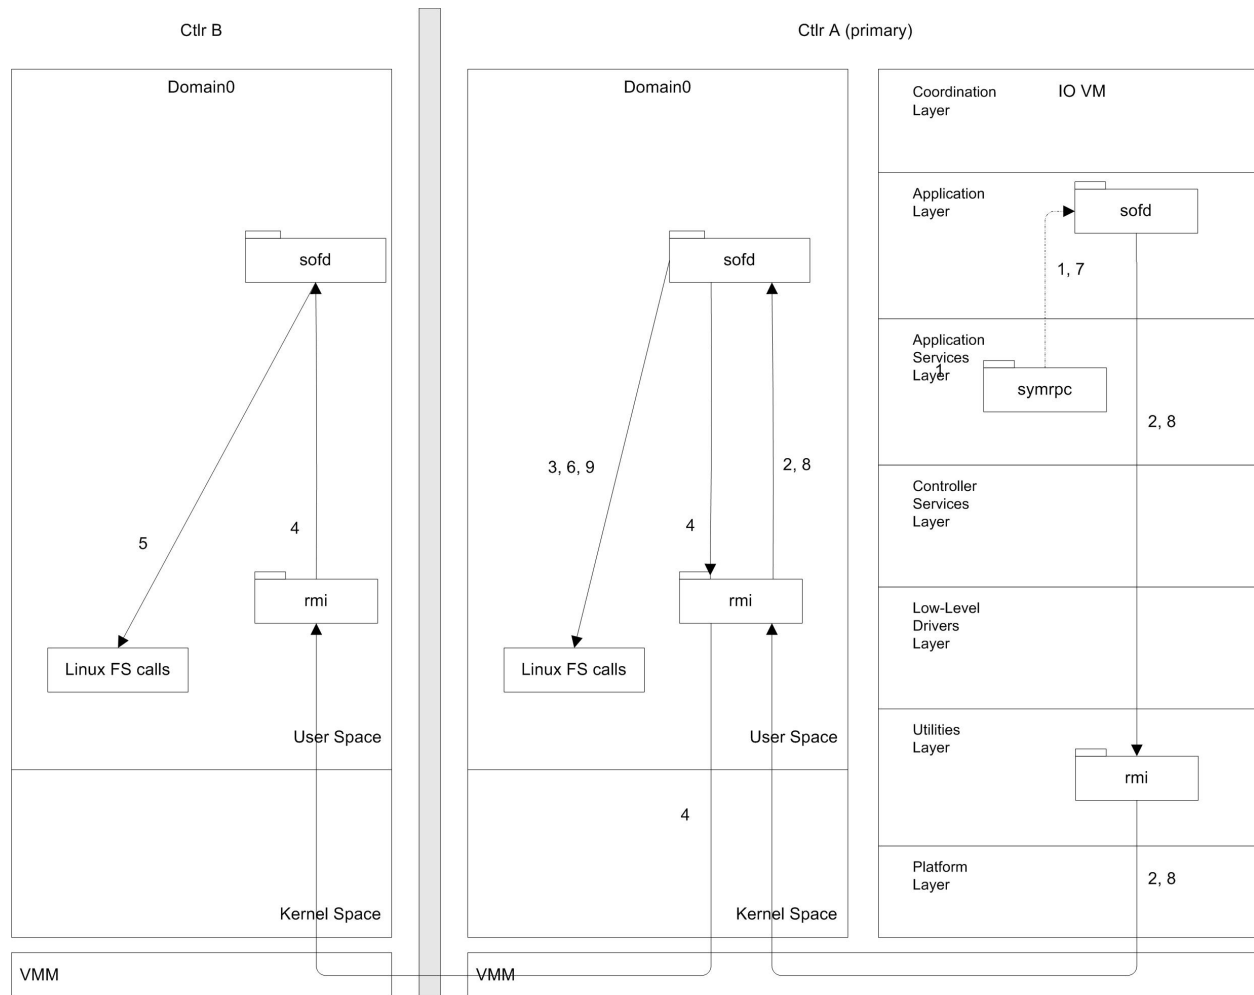 Ctlr B
Ctlr A (primary)
Domain0
Domain0
Coordination
Layer
IO VM
Application
Layer
sofd
sofd
sofd
1, 7
Application
Services
Layer
1
symrpc
2, 8
3, 6, 9
2, 8
Controller
Services
Layer
5
4
4
rmi
rmi
Low-Level
Drivers
Layer
Linux FS calls
Linux FS calls
User Space
User Space
Utilities
Layer
rmi
4
Platform
Layer
2, 8
Kernel Space
Kernel Space
VMM
VMM